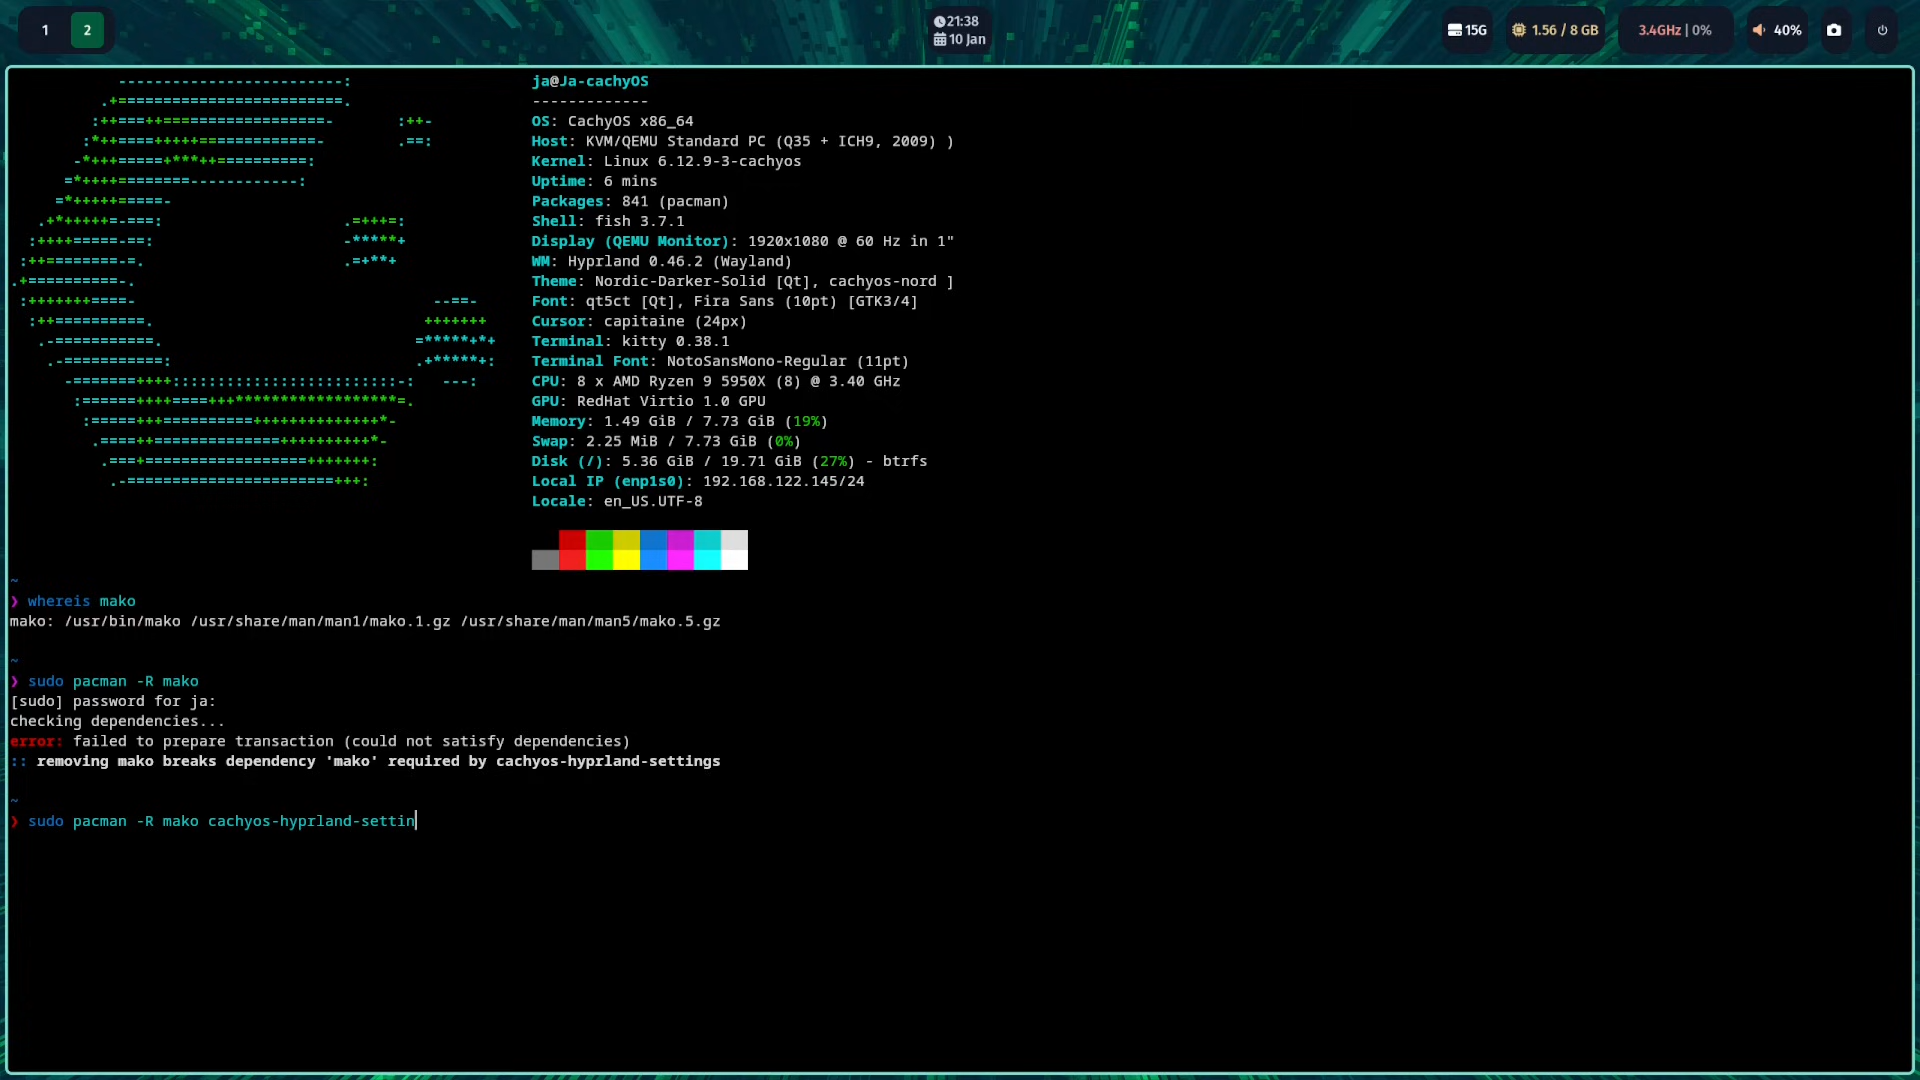 1 2
21:38
10 Jan
15G 1.56 / 8 GB 3.4GHz | 0% 40%
ja@Ja-cachyOS
-------------
OS: CachyOS x86_64
Host: KVM/QEMU Standard PC (Q35 + ICH9, 2009) )
Kernel: Linux 6.12.9-3-cachyos
Uptime: 6 mins
Packages: 841 (pacman)
Shell: fish 3.7.1
Display (QEMU Monitor): 1920x1080 @ 60 Hz in 1"
WM: Hyprland 0.46.2 (Wayland)
Theme: Nordic-Darker-Solid [Qt], cachyos-nord ]
Font: qt5ct [Qt], Fira Sans (10pt) [GTK3/4]
Cursor: capitaine (24px)
Terminal: kitty 0.38.1
Terminal Font: NotoSansMono-Regular (11pt)
CPU: 8 x AMD Ryzen 9 5950X (8) @ 3.40 GHz
GPU: RedHat Virtio 1.0 GPU
Memory: 1.49 GiB / 7.73 GiB (19%)
Swap: 2.25 MiB / 7.73 GiB (0%)
Disk (/): 5.36 GiB / 19.71 GiB (27%) - btrfs
Local IP (enp1s0): 192.168.122.145/24
Locale: en_US.UTF-8
~
❯ whereis mako
mako: /usr/bin/mako /usr/share/man/man1/mako.1.gz /usr/share/man/man5/mako.5.gz
~
❯ sudo pacman -R mako
[sudo] password for ja:
checking dependencies...
error: failed to prepare transaction (could not satisfy dependencies)
:: removing mako breaks dependency 'mako' required by cachyos-hyprland-settings
~
❯ sudo pacman -R mako cachyos-hyprland-settin